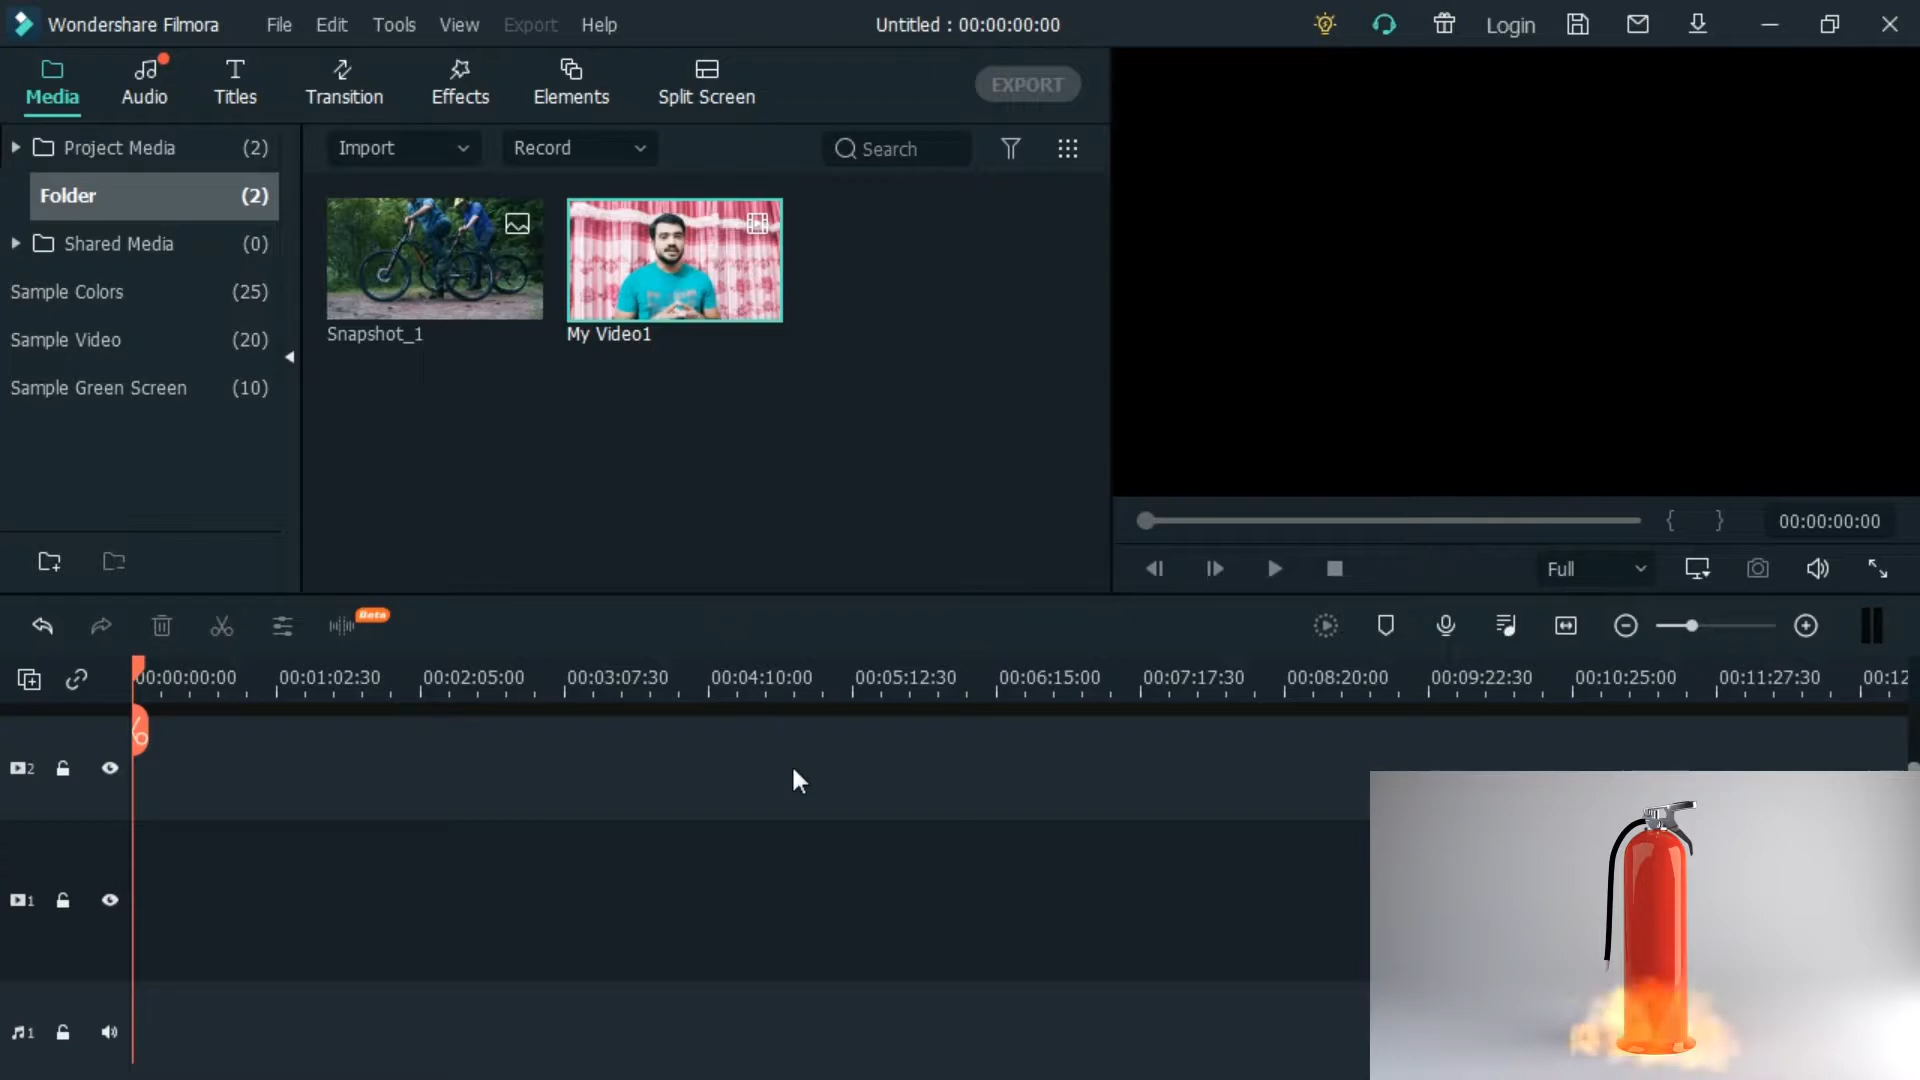 Wondershare Filmora File Edit Tools View Export Help Untitled : 00:00:00:00 Login
Media Audio Titles Transition Effects Elements Split Screen EXPORT
Project Media (2) Import Record Search
Folder (2)
Shared Media (0)
Sample Colors (25)
Sample Video (20)
Sample Green Screen (10)
Snapshot_1 My Video1
00:00:00:00
Full
Beta
00:00:00:00 00:01:02:30 00:02:05:00 00:03:07:30 00:04:10:00 00:05:12:30 00:06:15:00 00:07:17:30 00:08:20:00 00:09:22:30 00:10:25:00 00:11:27:30 00:12
2
1
1